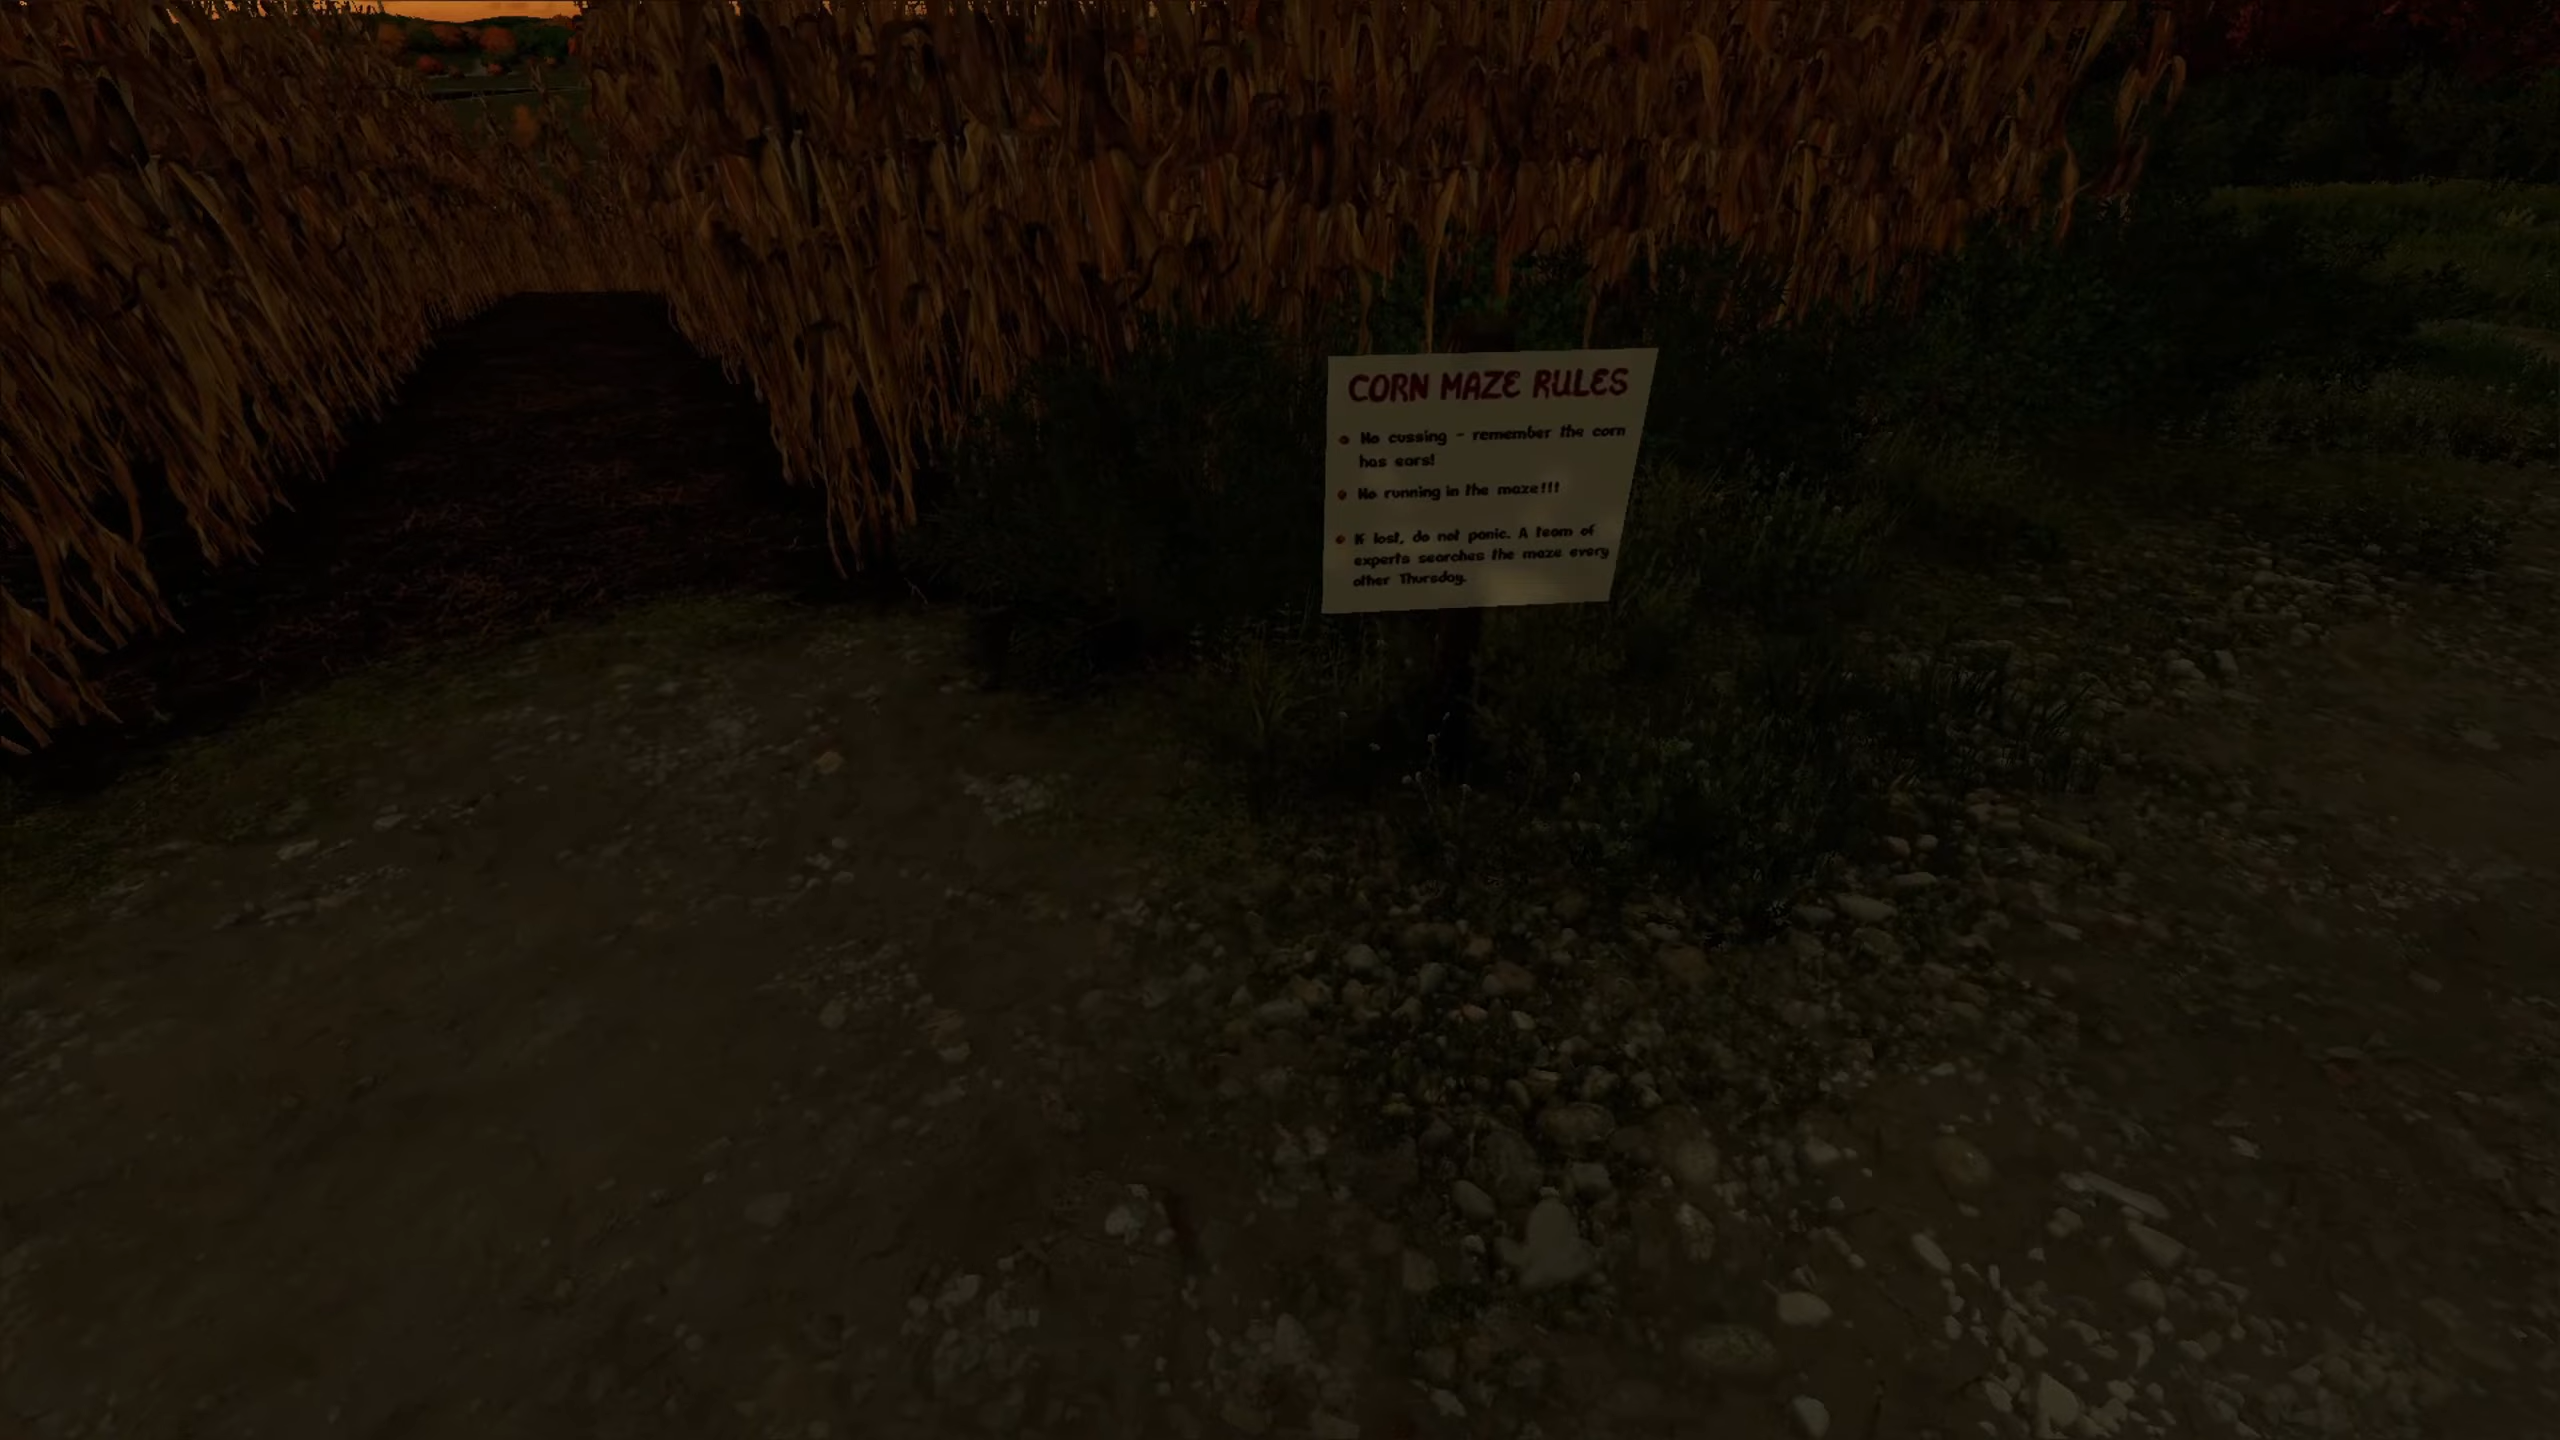 CORN MAZE RULES
No cussing - remember the corn
has ears!
No running in the maze!!!
If lost, do not panic. A team of
experts searches the maze every
other Thursday.